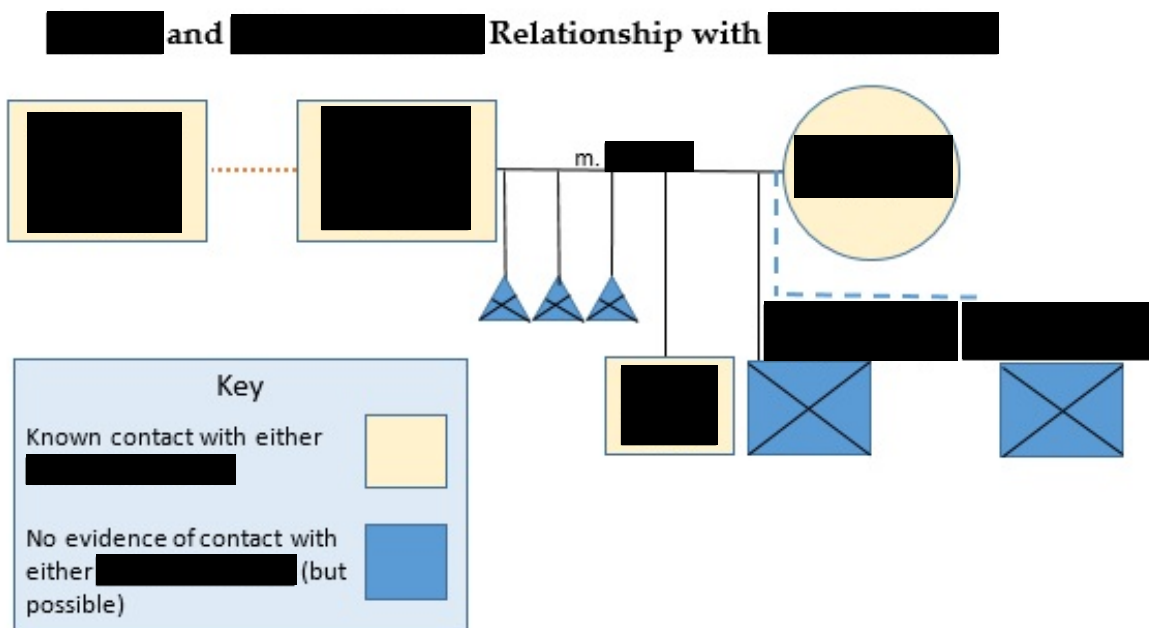 and Relationship with
m.
Key
Known contact with either
No evidence of contact with
either (but
possible)